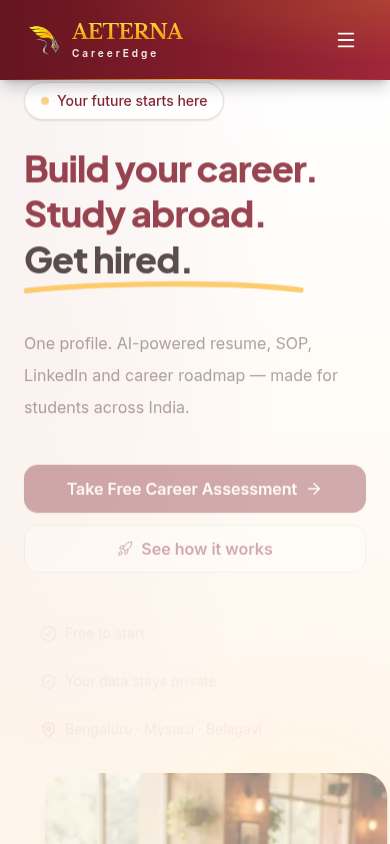 AETERNA
CareerEdge
Your future starts here
Build your career.
Study abroad.
Get hired.
One profile. AI-powered resume, SOP,
LinkedIn and career roadmap — made for
students across India.
Take Free Career Assessment →
See how it works
Free to start
Your data stays private
Bengaluru · Mysuru · Belagavi